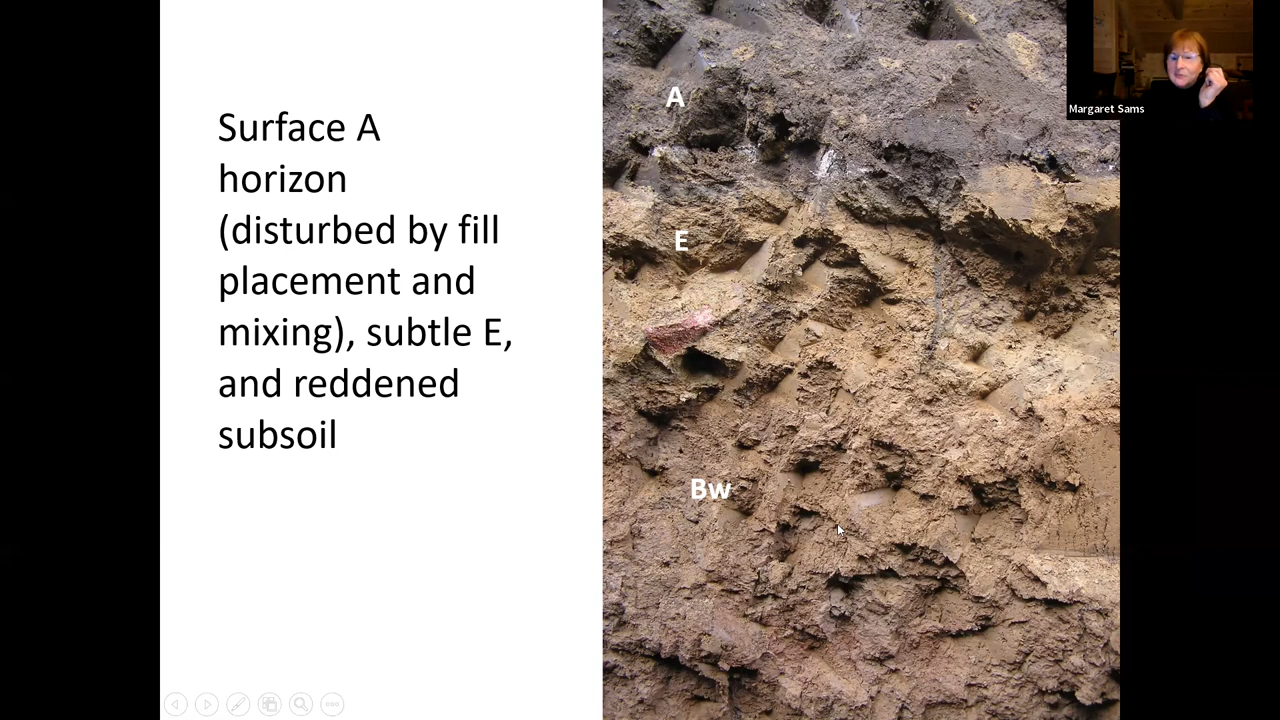 Surface A
horizon
(disturbed by fill
placement and
mixing), subtle E,
and reddened
subsoil
A
E
Bw
Margaret Sams